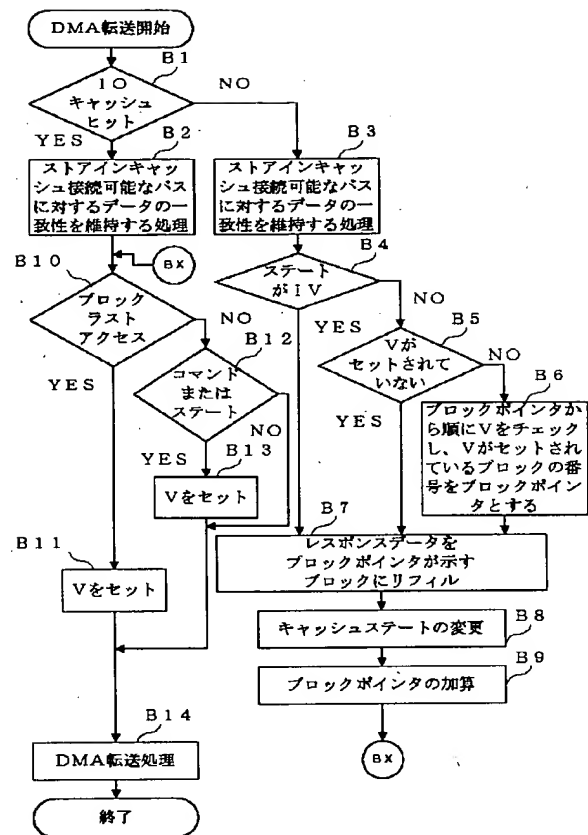 DMA転送開始
B1
IO
キャッシュ
ヒット
NO
YES
B2
ストアインキャッ
シュ接続可能なバス
に対するデータの一
致性を維持する処理
B3
ストアインキャッ
シュ接続可能なバス
に対するデータの一
致性を維持する処理
BX
B4
ステート
がIV
NO
YES
B10
ブロック
ラスト
アクセス
NO
YES
B5
Vが
セットされて
いない
NO
YES
B12
コマンド
または
ステート
NO
YES
B6
ブロックポインタか
ら順にVをチェック
し、Vがセットされ
ているブロックの番
号をブロックポイン
タとする
B13
Vをセット
B7
レスポンスデータを
ブロックポインタが示す
ブロックにリフィル
B11
Vをセット
キャッシュステートの変更
B8
ブロックポインタの加算
B9
BX
B14
DMA転送処理
終了